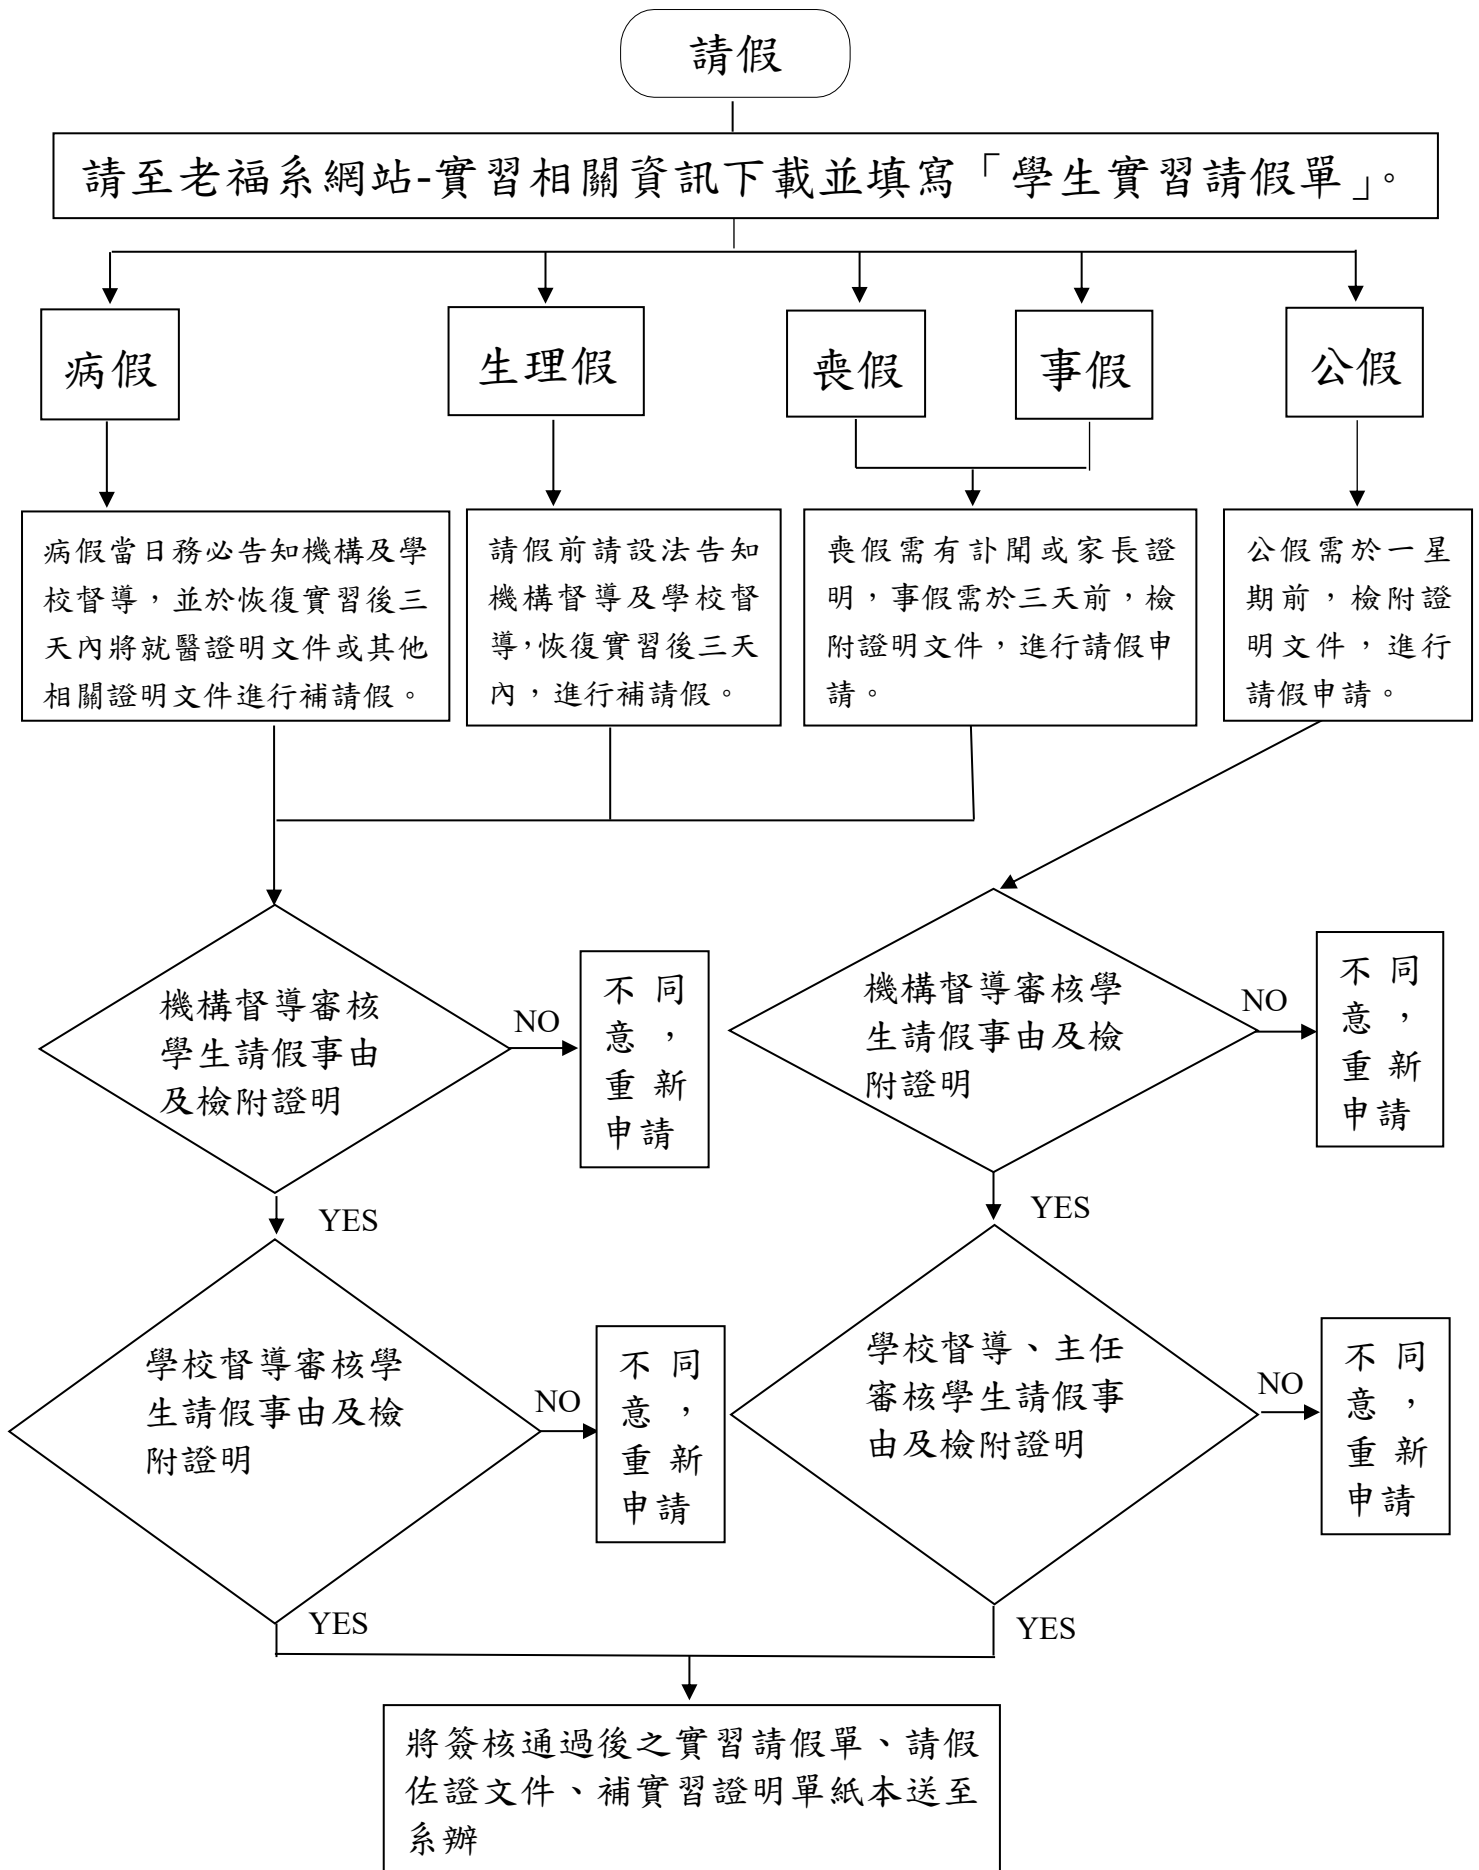 請假
請至老福系網站-實習相關資訊下載並填寫「學生實習請假單」。
病假
生理假
喪假
事假
公假
病假當日務必告知機構及學
校督導，並於恢復實習後三
天內將就醫證明文件或其他
相關證明文件進行補請假。
請假前請設法告知
機構督導及學校督
導，恢復實習後三天
內，進行補請假。
喪假需有訃聞或家長證
明，事假需於三天前，檢
附證明文件，進行請假申
請。
公假需於一星
期前，檢附證
明文件，進行
請假申請。
機構督導審核
學生請假事由
及檢附證明
NO
不同
意，
重新
申請
YES
機構督導審核學
生請假事由及檢
附證明
NO
不同
意，
重新
申請
YES
學校督導審核學
生請假事由及檢
附證明
NO
不同
意，
重新
申請
YES
學校督導、主任
審核學生請假事
由及檢附證明
NO
不同
意，
重新
申請
YES
將簽核通過後之實習請假單、請假
佐證文件、補實習證明單紙本送至
系辦